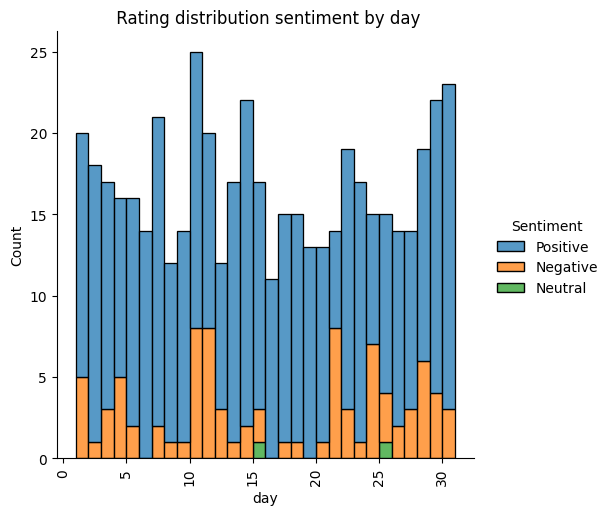 Rating distribution sentiment by day
25
20
15
10
5
0
Count
0
5
10
15
20
25
30
day
Sentiment
Positive
Negative
Neutral